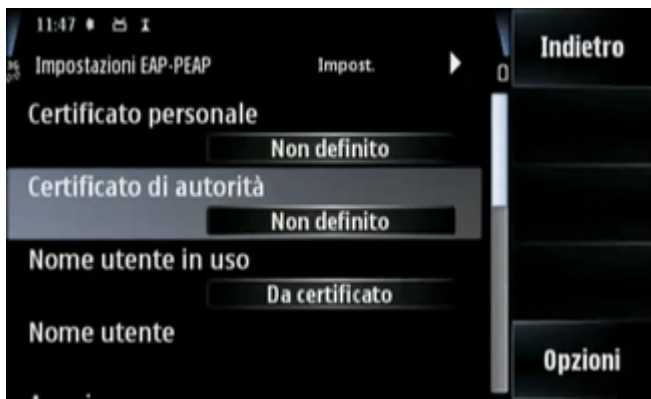 11:47
Indietro
Impostazioni EAP-PEAP
Impost.
Certificato personale
Non definito
Certificato di autorità
Non definito
Nome utente in uso
Da certificato
Nome utente
Opzioni